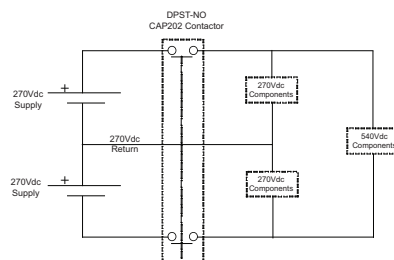 DPST-NO
CAP202 Contactor
+
270Vdc
Supply
270Vdc
Components
540Vdc
Components
270Vdc
Return
+
270Vdc
Supply
270Vdc
Components